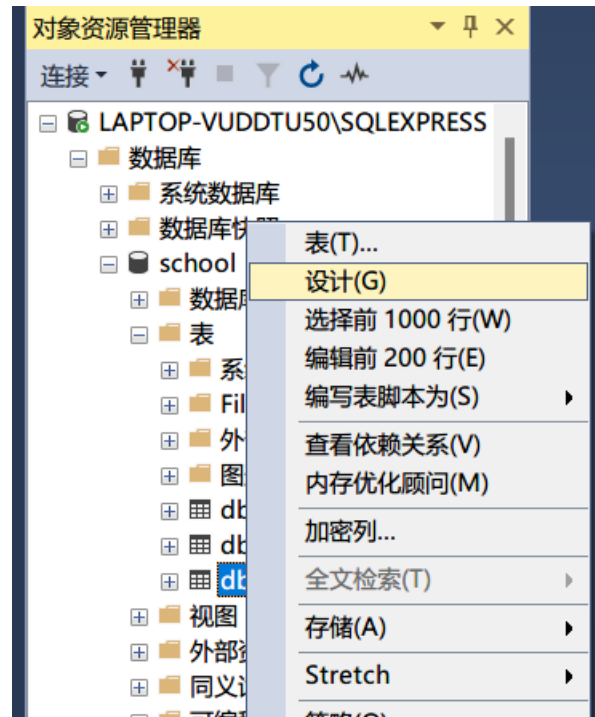 对象资源管理器
连接
LAPTOP-VUDDTU50\SQLEXPRESS
数据库
系统数据库
数据库快
school
数据
表
系
Fil
外
图
视图
外部
同义
表(T)...
设计(G)
选择前 1000 行(W)
编辑前 200 行(E)
编写表脚本为(S)
查看依赖关系(V)
内存优化顾问(M)
加密列...
全文检索(T)
存储(A)
Stretch